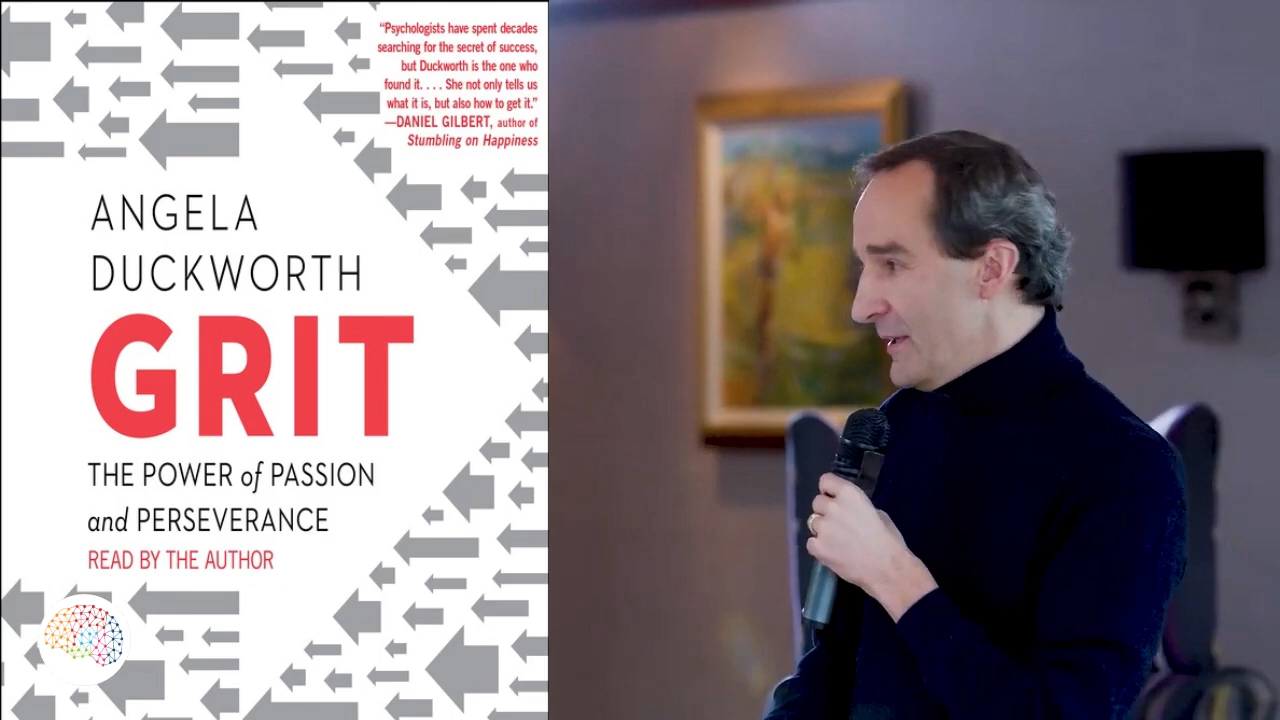 “Psychologists have spent decades
searching for the secret of success,
but Duckworth is the one who
found it. . . . She not only tells us
what it is, but also how to get it.”
—DANIEL GILBERT, author of
Stumbling on Happiness
ANGELA
DUCKWORTH
GRIT
THE POWER of PASSION
and PERSEVERANCE
READ BY THE AUTHOR